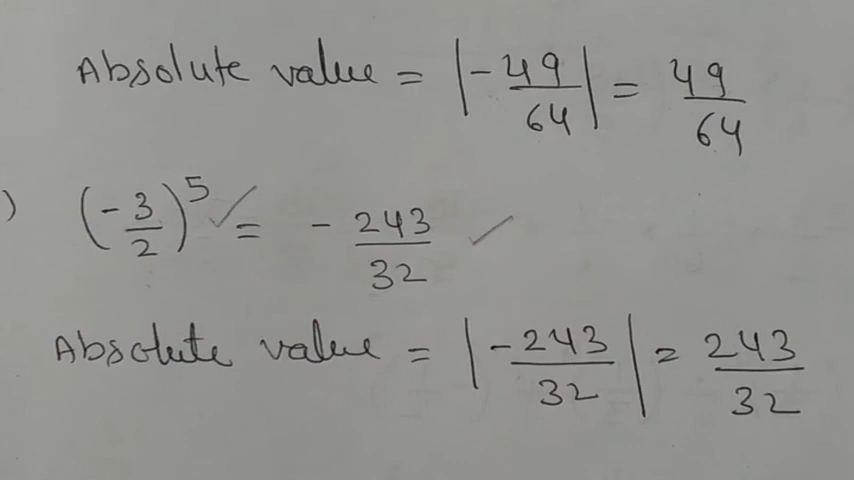 Absolute value = |-49/64| = 49/64
) (-3/2)^5 = -243/32
Absolute value = |-243/32| = 243/32